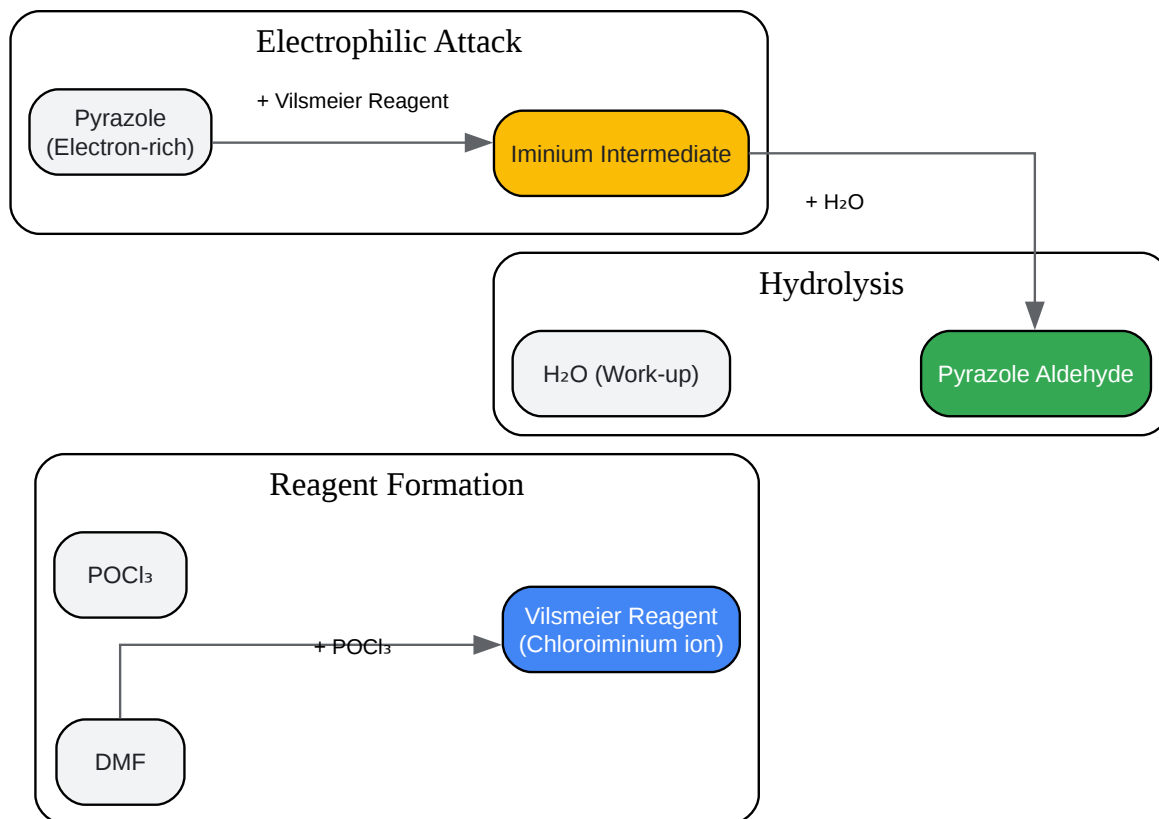 Electrophilic Attack
+ Vilsmeier Reagent
Pyrazole
(Electron-rich)
Iminium Intermediate
+ H₂O
Hydrolysis
H₂O (Work-up)
Pyrazole Aldehyde
Reagent Formation
POCl₃
Vilsmeier Reagent
(Chloroiminium ion)
+ POCl₃
DMF